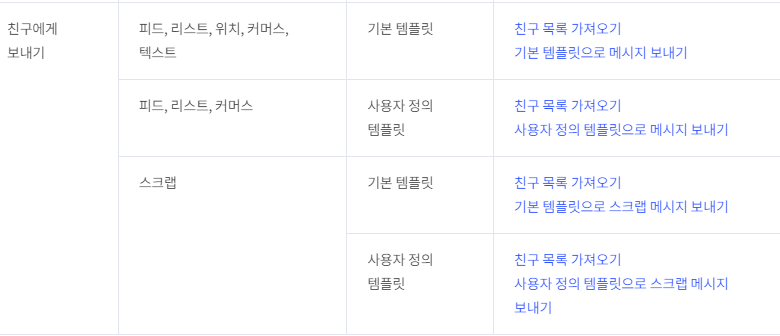 친구에게
보내기
피드, 리스트, 위치, 커머스,
텍스트
기본 템플릿
친구 목록 가져오기
기본 템플릿으로 메시지 보내기
피드, 리스트, 커머스
사용자 정의
템플릿
친구 목록 가져오기
사용자 정의 템플릿으로 메시지 보내기
스크랩
기본 템플릿
친구 목록 가져오기
기본 템플릿으로 스크랩 메시지 보내기
사용자 정의
템플릿
친구 목록 가져오기
사용자 정의 템플릿으로 스크랩 메시지
보내기